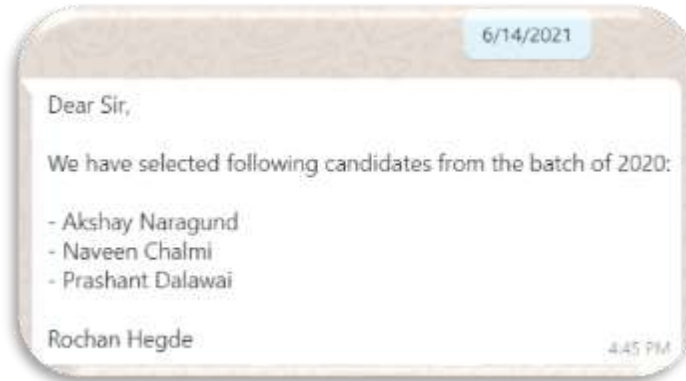 6/14/2021
Dear Sir,
We have selected following candidates from the batch of 2020:
- Akshay Naragund
- Naveen Chalmi
- Prashant Dalawai
Rochan Hegde
4:45 PM